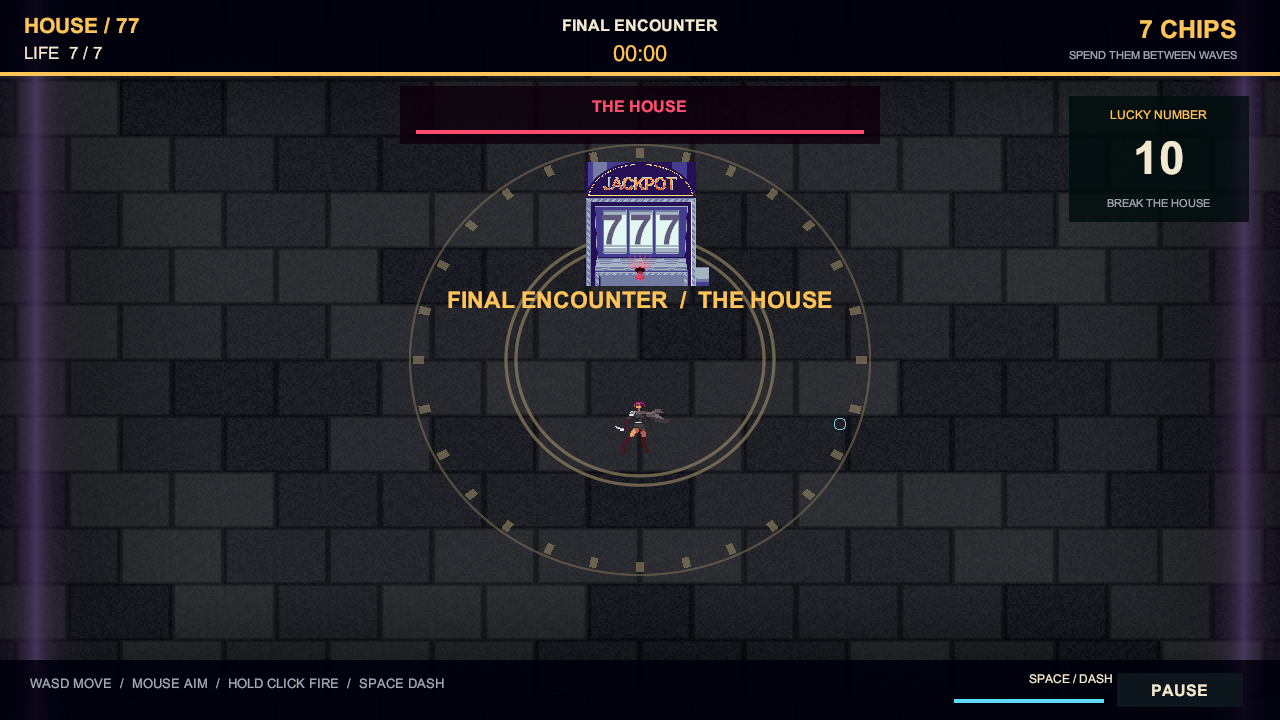 HOUSE / 77
LIFE 7 / 7
FINAL ENCOUNTER
00:00
7 CHIPS
SPEND THEM BETWEEN WAVES
THE HOUSE
LUCKY NUMBER
10
BREAK THE HOUSE
JACKPOT
777
FINAL ENCOUNTER / THE HOUSE
WASD MOVE / MOUSE AIM / HOLD CLICK FIRE / SPACE DASH
SPACE / DASH
PAUSE